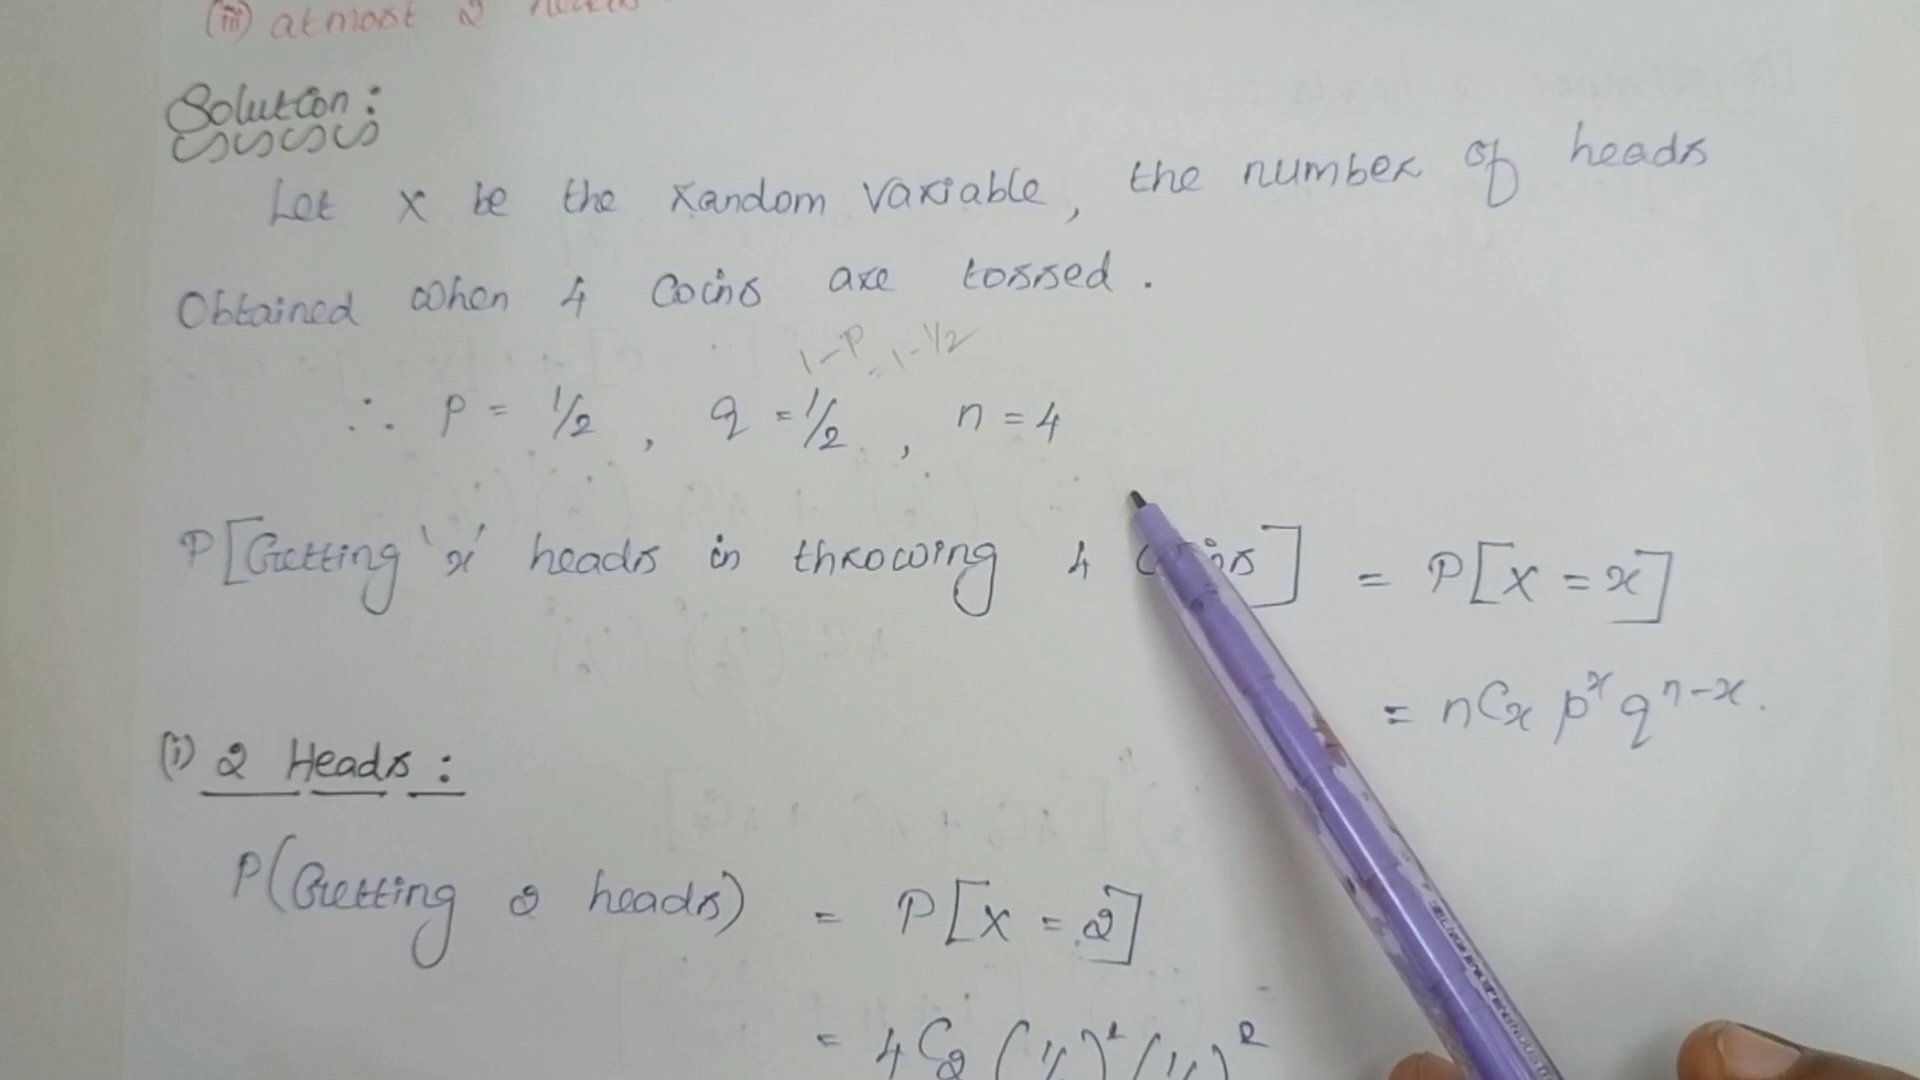 (iii) atmost 2 heads
Solution:
Let X be the random variable, the number of heads
Obtained when 4 coins are tossed.
1-P = 1-1/2
∴ P = 1/2, q = 1/2, n = 4
P[Getting 'x' heads in throwing 4 coins] = P[X = x]
= nCx p^x q^n-x.
(i) 2 Heads:
P(Getting 2 heads) = P[X = 2]
= 4C2 (1/2)^2 (1/2)^2